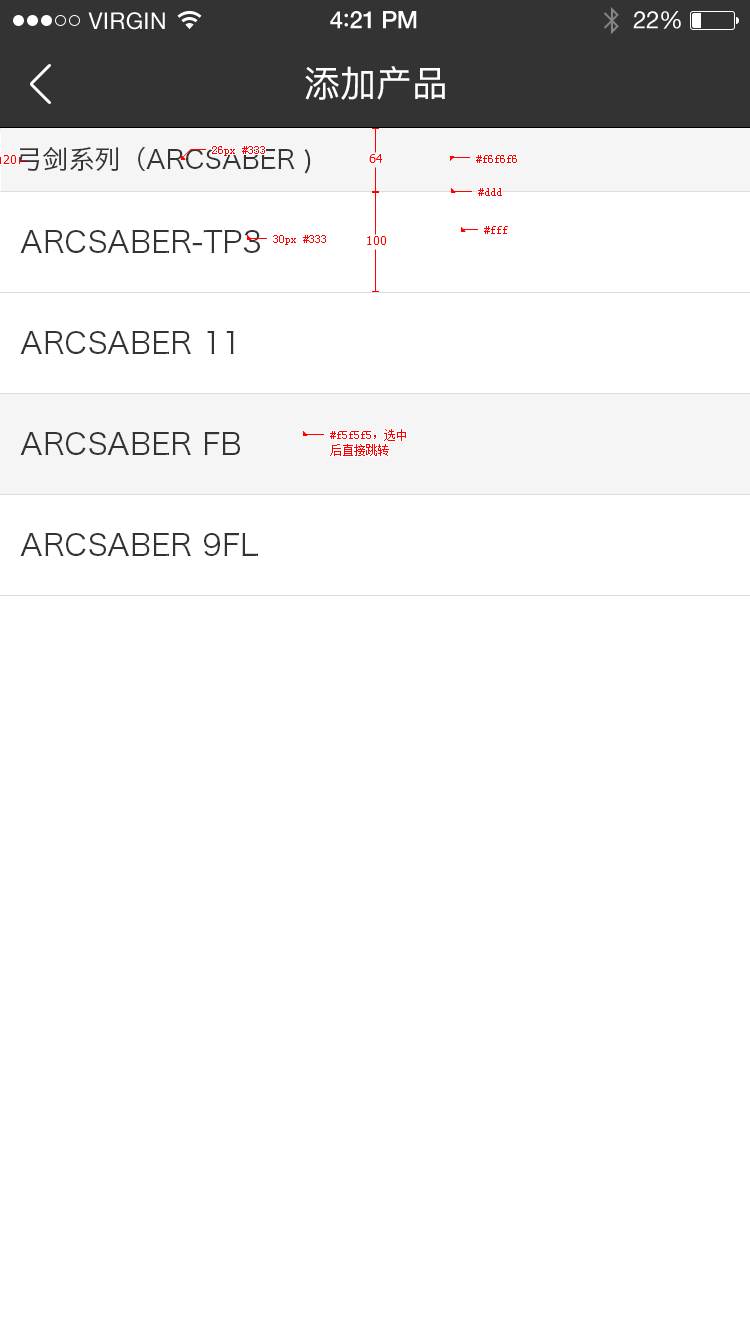 VIRGIN 4:21 PM 22%
添加产品
20 弓剑系列（ARCSABER ) 26px #333 64 #f6f6f6
#ddd
ARCSABER-TP3 30px #333 100 #fff
ARCSABER 11
ARCSABER FB #f5f5f5，选中
后直接跳转
ARCSABER 9FL